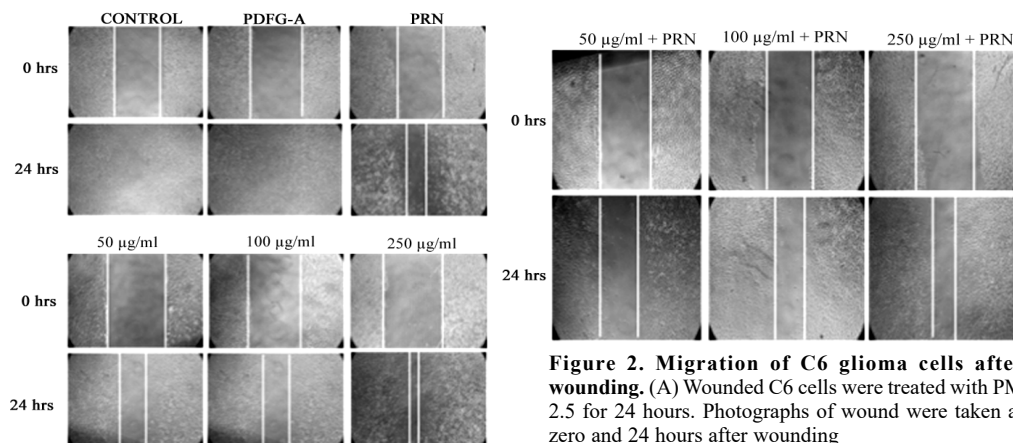 CONTROL PDFG-A PRN
0 hrs
24 hrs
50 µg/ml 100 µg/ml 250 µg/ml
0 hrs
24 hrs
50 µg/ml + PRN 100 µg/ml + PRN 250 µg/ml + PRN
0 hrs
24 hrs
Figure 2. Migration of C6 glioma cells afte
wounding. (A) Wounded C6 cells were treated with PM
2.5 for 24 hours. Photographs of wound were taken a
zero and 24 hours after wounding